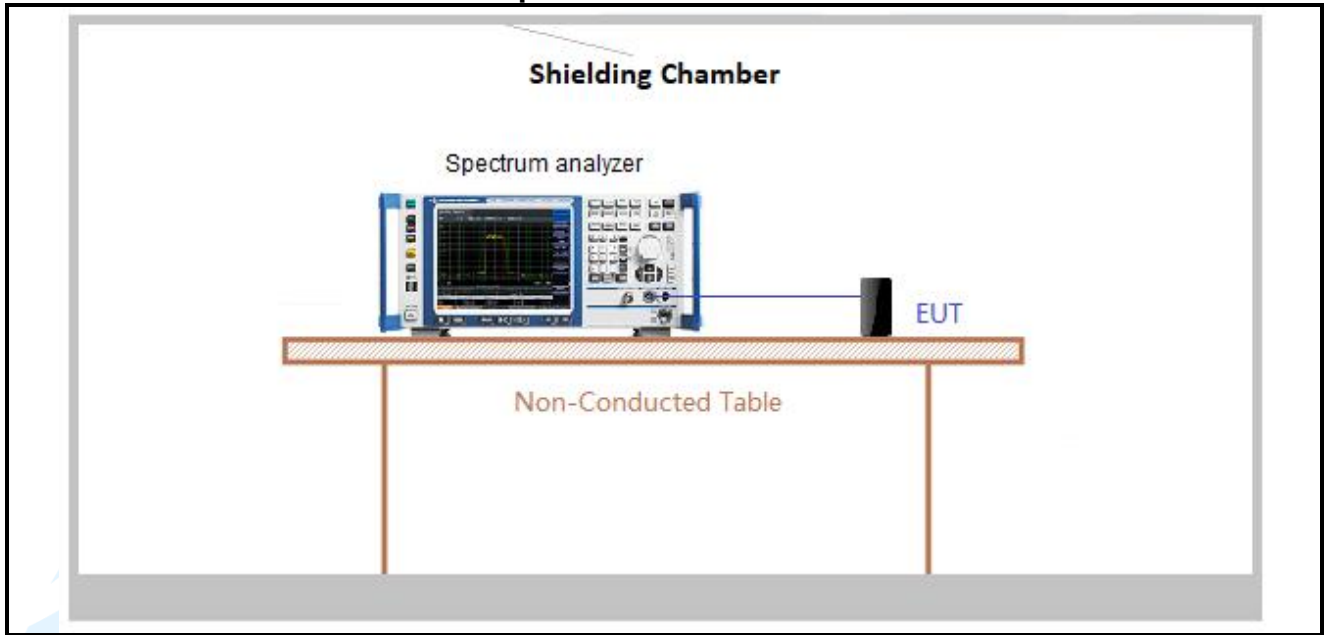 Shielding Chamber
Spectrum analyzer
EUT
Non-Conducted Table